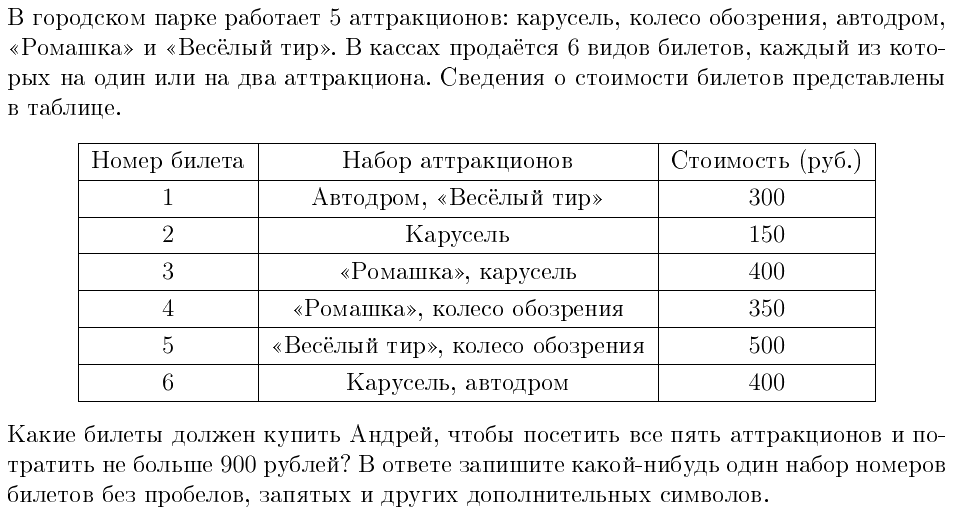 В городском парке работает 5 аттракционов: карусель, колесо обозрения, автодром,
«Ромашка» и «Весёлый тир». В кассах продаётся 6 видов билетов, каждый из кото-
рых на один или на два аттракциона. Сведения о стоимости билетов представлены
в таблице.
Номер билета Набор аттракционов Стоимость (руб.)
1 Автодром, «Весёлый тир» 300
2 Карусель 150
3 «Ромашка», карусель 400
4 «Ромашка», колесо обозрения 350
5 «Весёлый тир», колесо обозрения 500
6 Карусель, автодром 400
Какие билеты должен купить Андрей, чтобы посетить все пять аттракционов и по-
тратить не больше 900 рублей? В ответе запишите какой-нибудь один набор номеров
билетов без пробелов, запятых и других дополнительных символов.